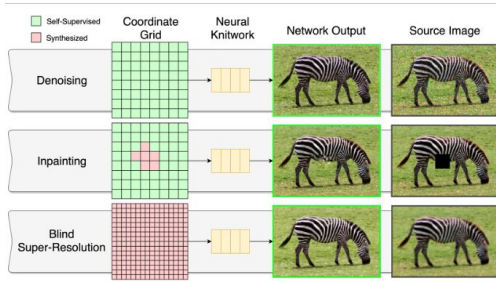 Self-Supervised
Synthesized
Coordinate
Grid
Neural
Knitwork
Network Output
Source Image
Denoising
Inpainting
Blind
Super-Resolution